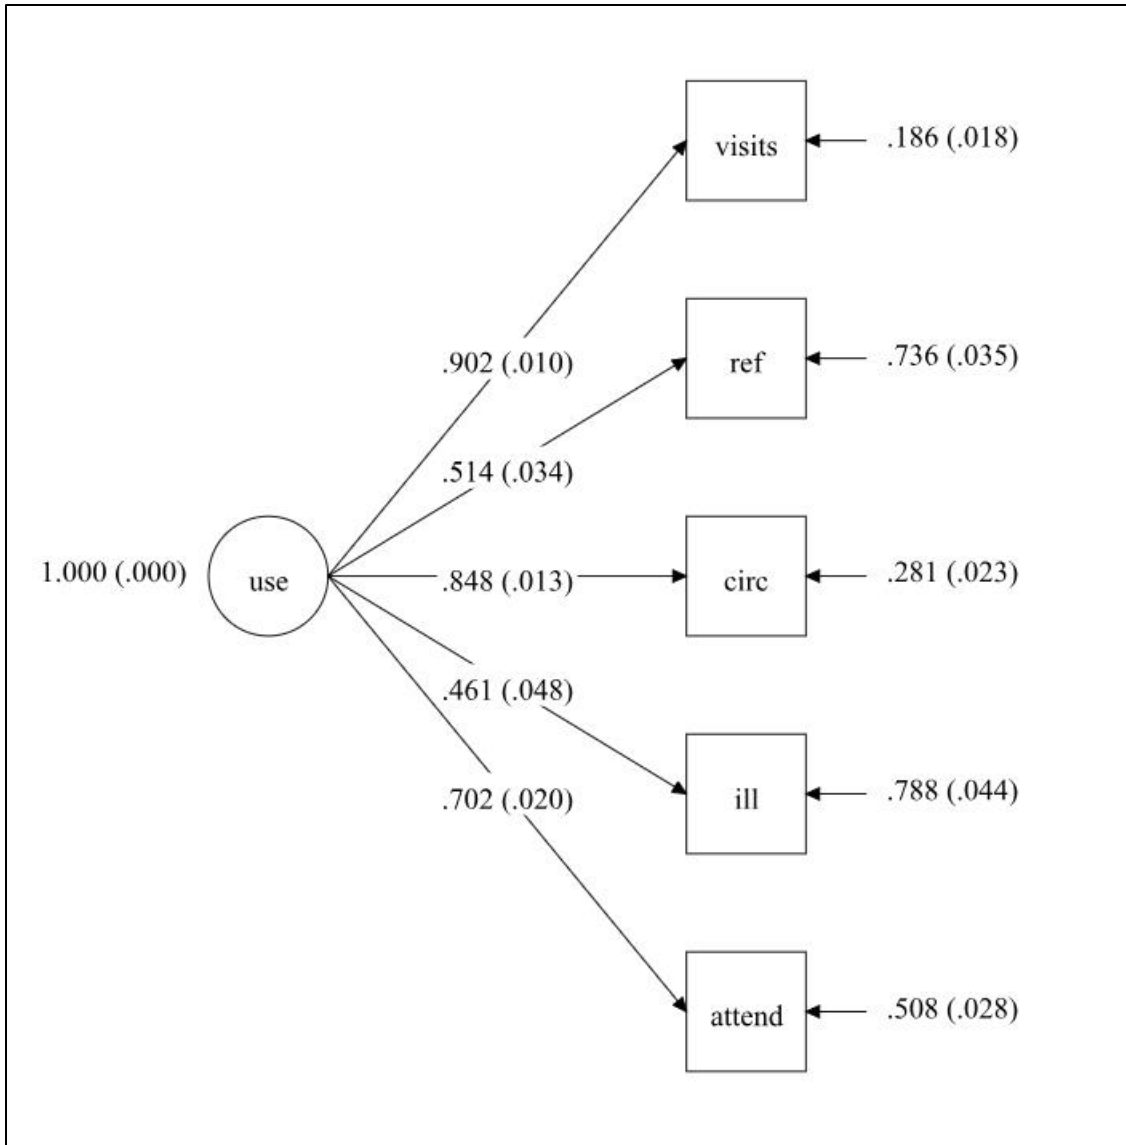 visits
.186 (.018)
.902 (.010)
ref
.736 (.035)
.514 (.034)
1.000 (.000)
use
.848 (.013)
circ
.281 (.023)
.461 (.048)
ill
.788 (.044)
.702 (.020)
attend
.508 (.028)